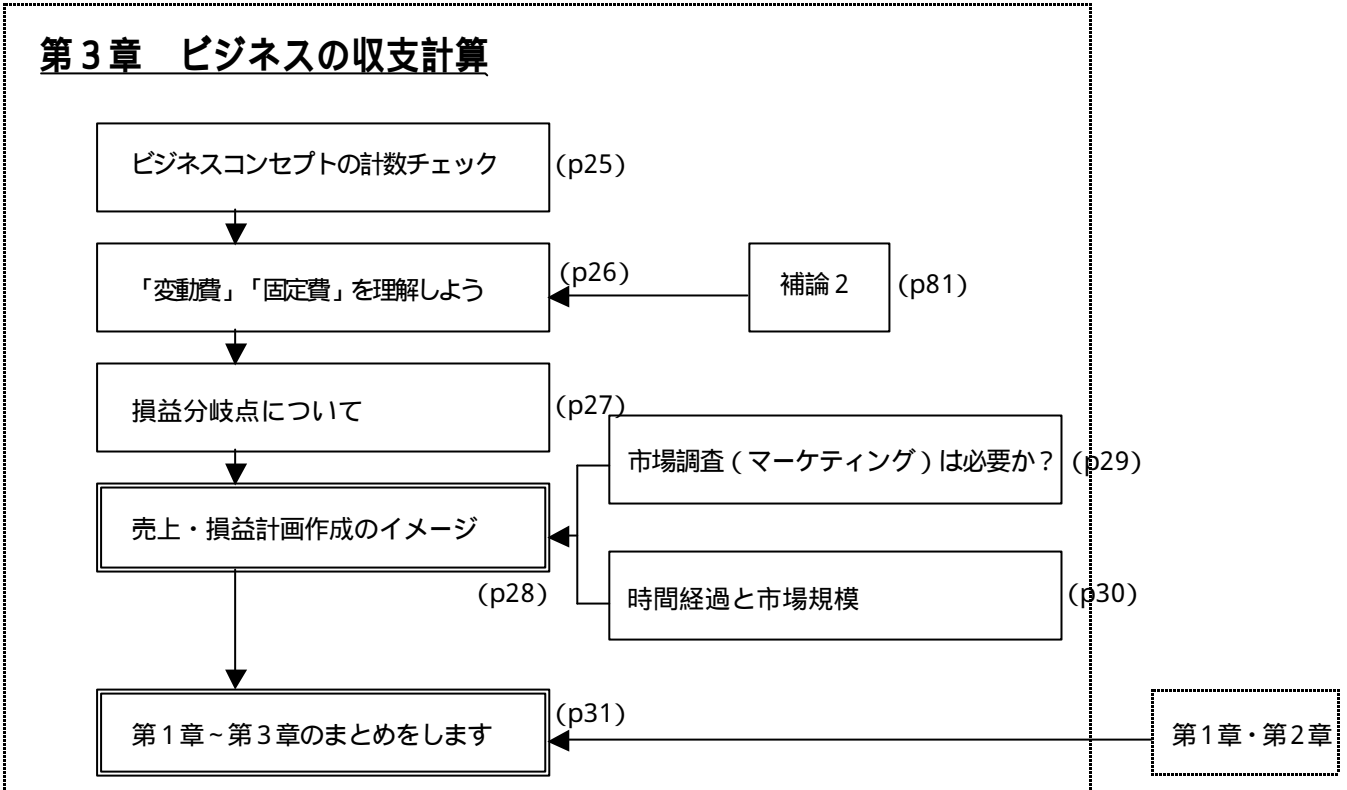 第３章　ビジネスの収支計算
ビジネスコンセプトの計数チェック
(p25)
「変動費」「固定費」を理解しよう
(p26)
補論２
(p81)
損益分岐点について
(p27)
市場調査（マーケティング）は必要か？
(p29)
売上・損益計画作成のイメージ
(p28)
時間経過と市場規模
(p30)
第１章~第３章のまとめをします
(p31)
第１章・第２章